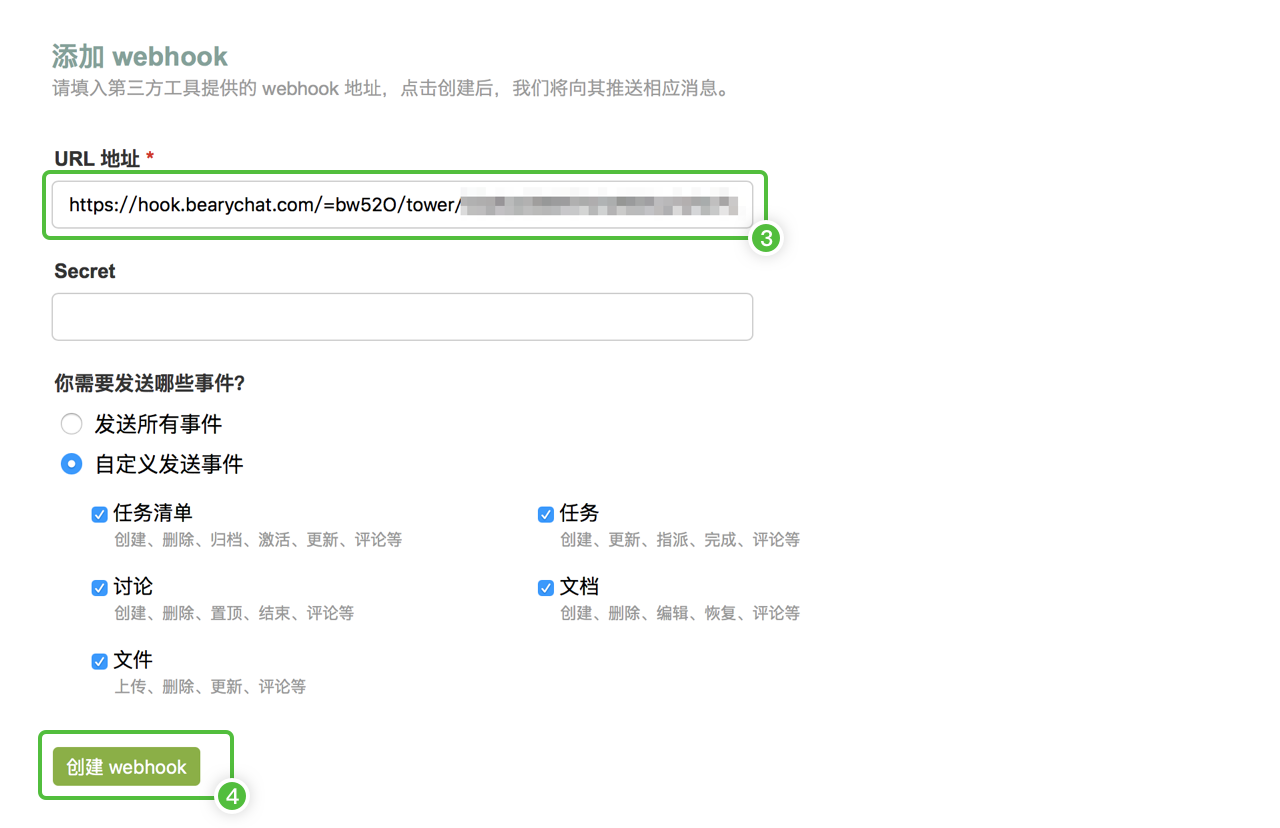 添加 webhook
请填入第三方工具提供的 webhook 地址，点击创建后，我们将向其推送相应消息。
URL 地址 *
https://hook.bearychat.com/=bw52O/tower/
3
Secret
你需要发送哪些事件?
发送所有事件
自定义发送事件
任务清单
创建、删除、归档、激活、更新、评论等
任务
创建、更新、指派、完成、评论等
讨论
创建、删除、置顶、结束、评论等
文档
创建、删除、编辑、恢复、评论等
文件
上传、删除、更新、评论等
创建 webhook
4